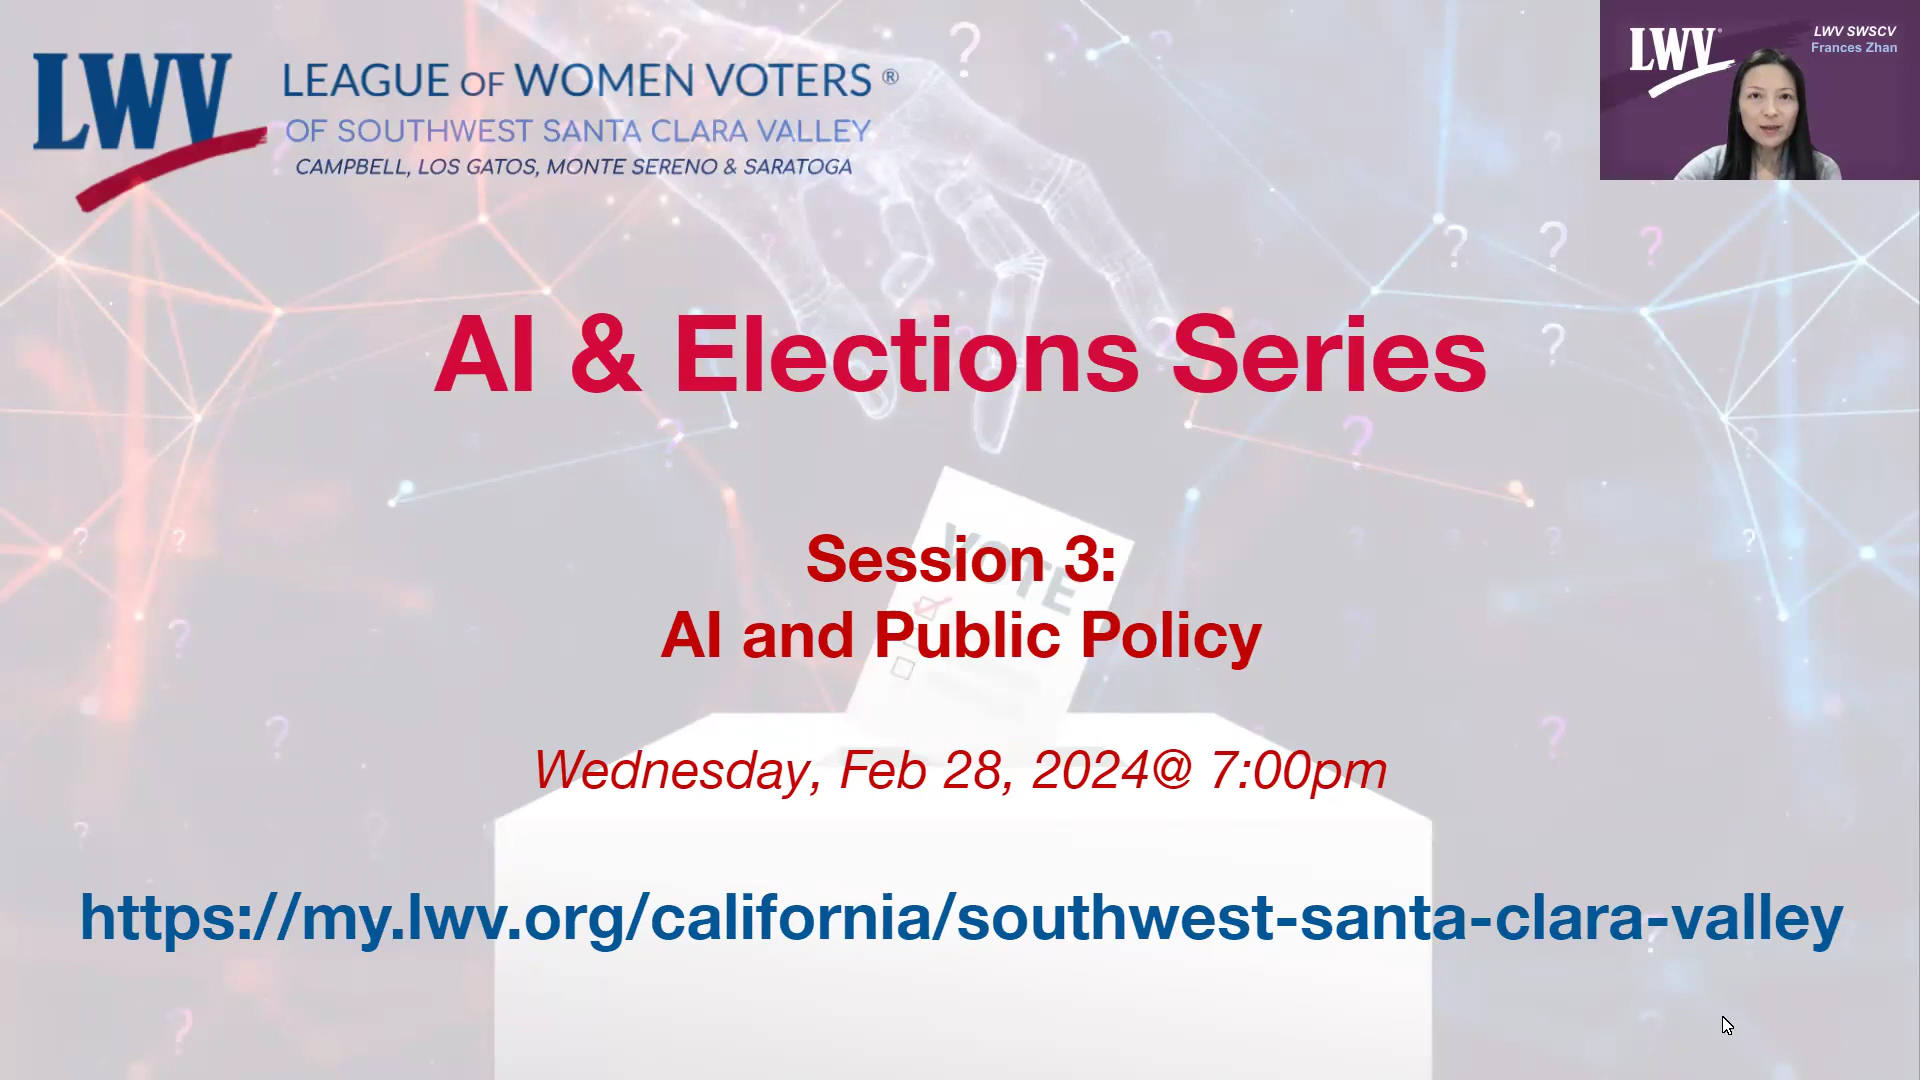 LWV
LEAGUE OF WOMEN VOTERS ®
OF SOUTHWEST SANTA CLARA VALLEY
CAMPBELL, LOS GATOS, MONTE SERENO & SARATOGA
LWV
LWV SWSCV
Frances Zhan
AI & Elections Series
VOTE
Session 3:
AI and Public Policy
Wednesday, Feb 28, 2024@ 7:00pm
https://my.lwv.org/california/southwest-santa-clara-valley